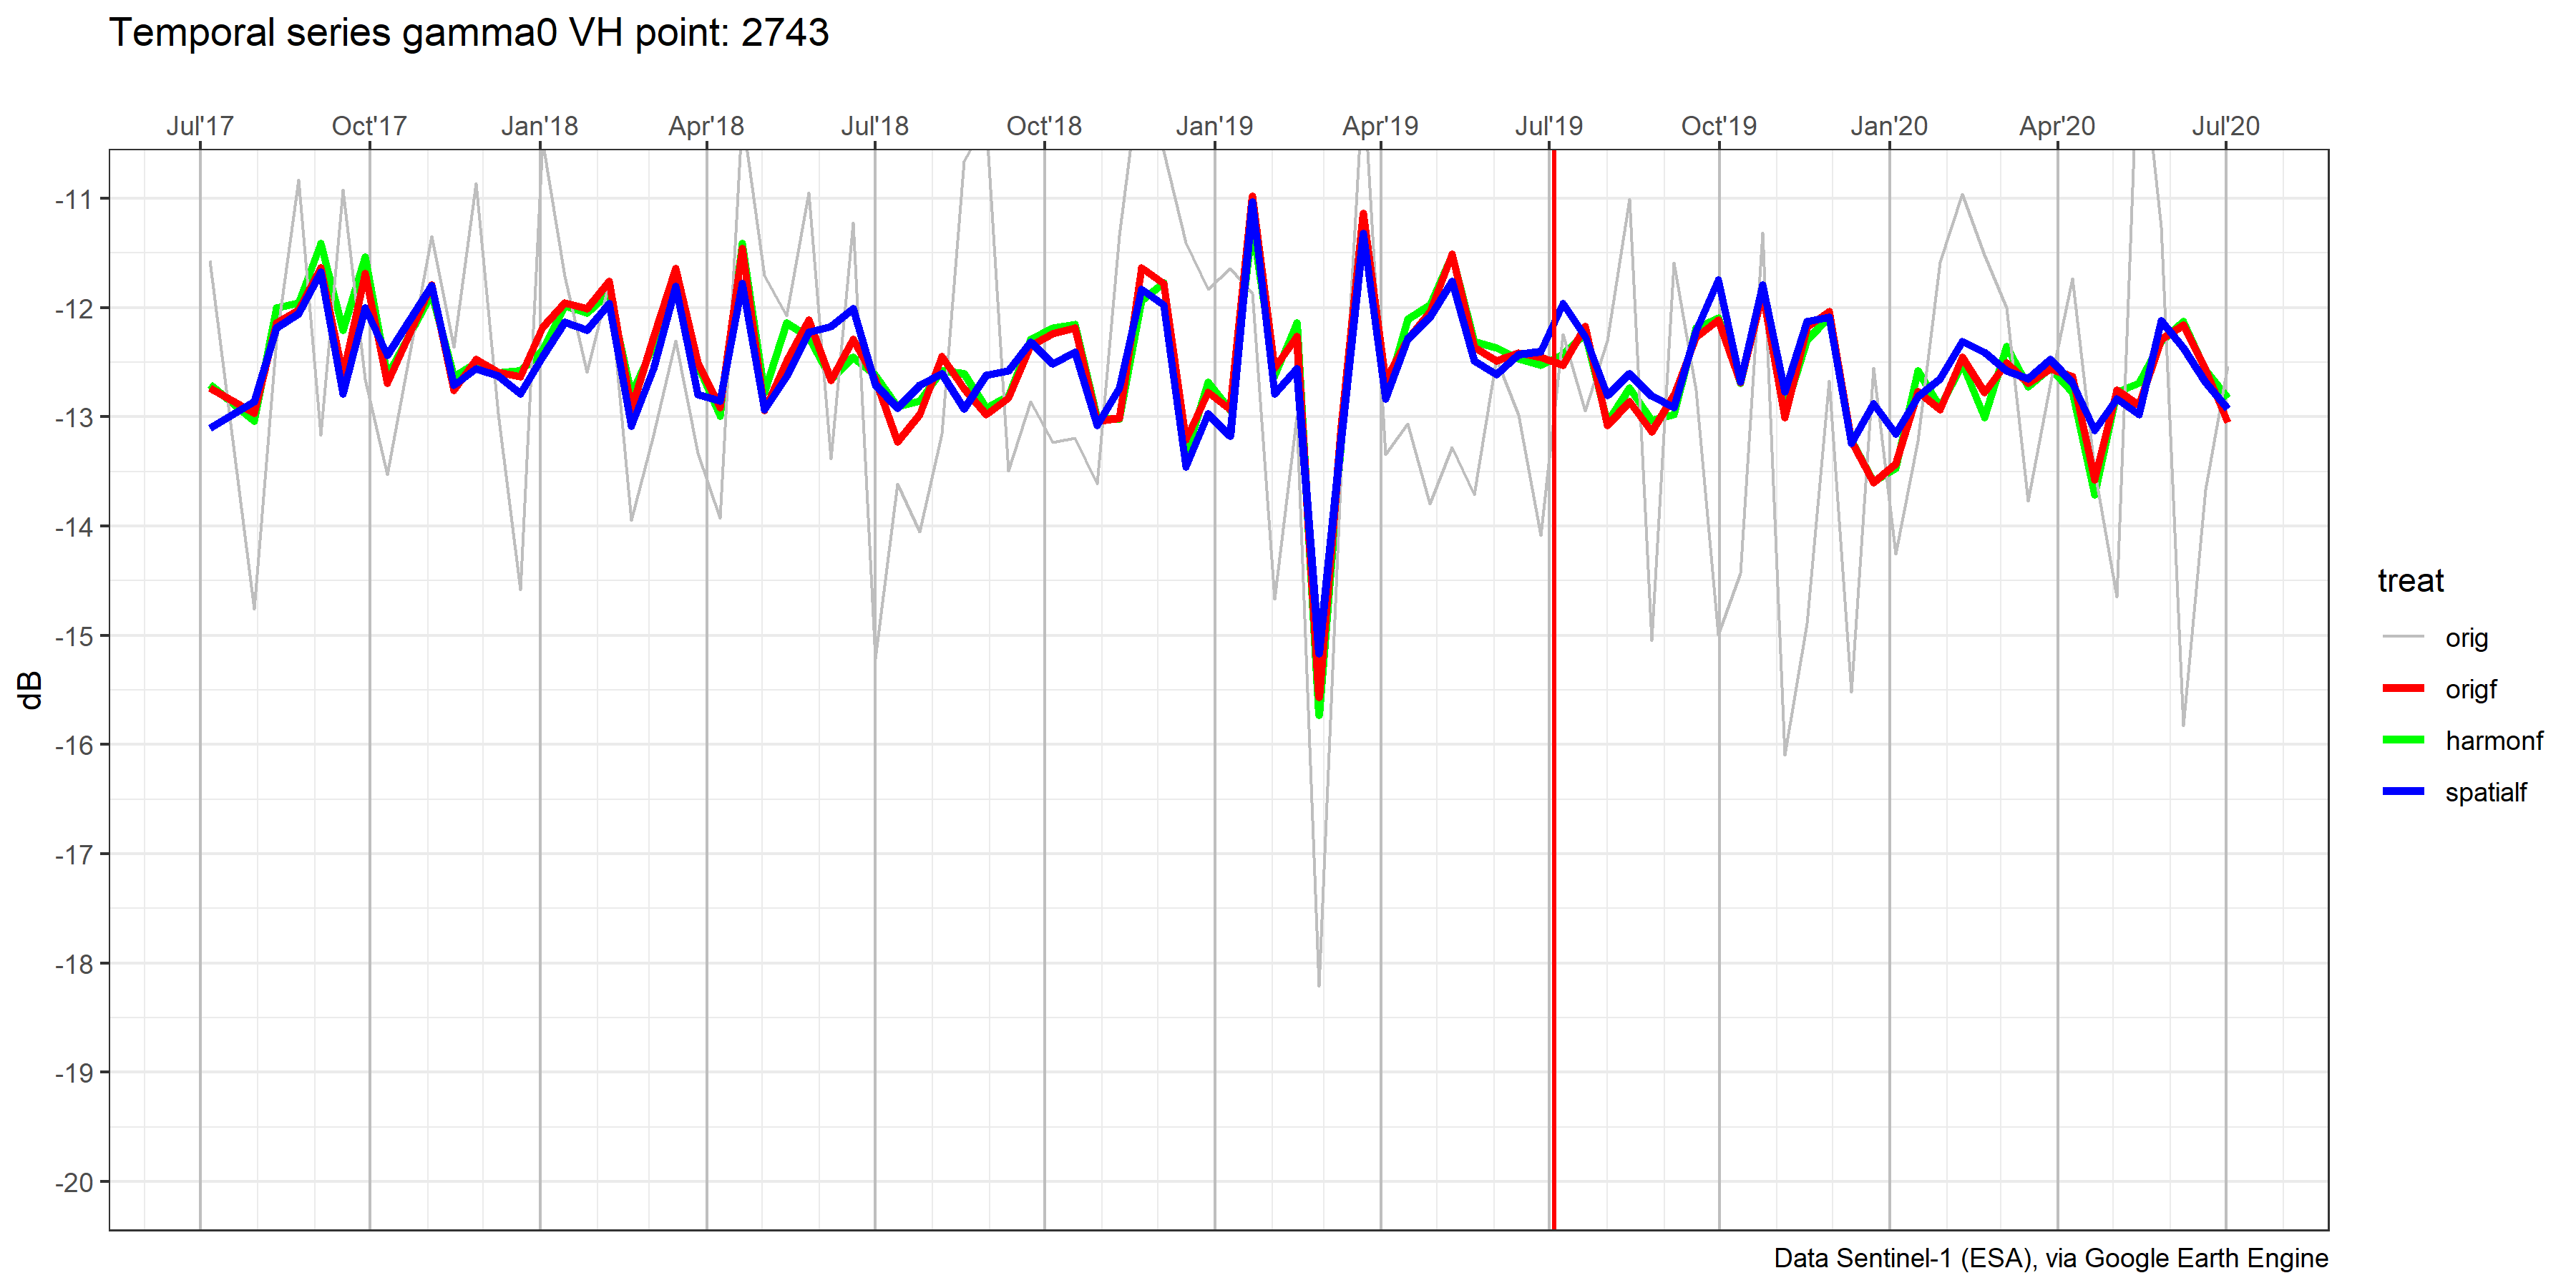 Temporal series gamma0 VH point: 2743
Jul'17 Oct'17 Jan'18 Apr'18 Jul'18 Oct'18 Jan'19 Apr'19 Jul'19 Oct'19 Jan'20 Apr'20 Jul'20
-11
-12
-13
-14
-15
-16
-17
-18
-19
-20
dB
treat
orig
origf
harmonf
spatialf
Data Sentinel-1 (ESA), via Google Earth Engine